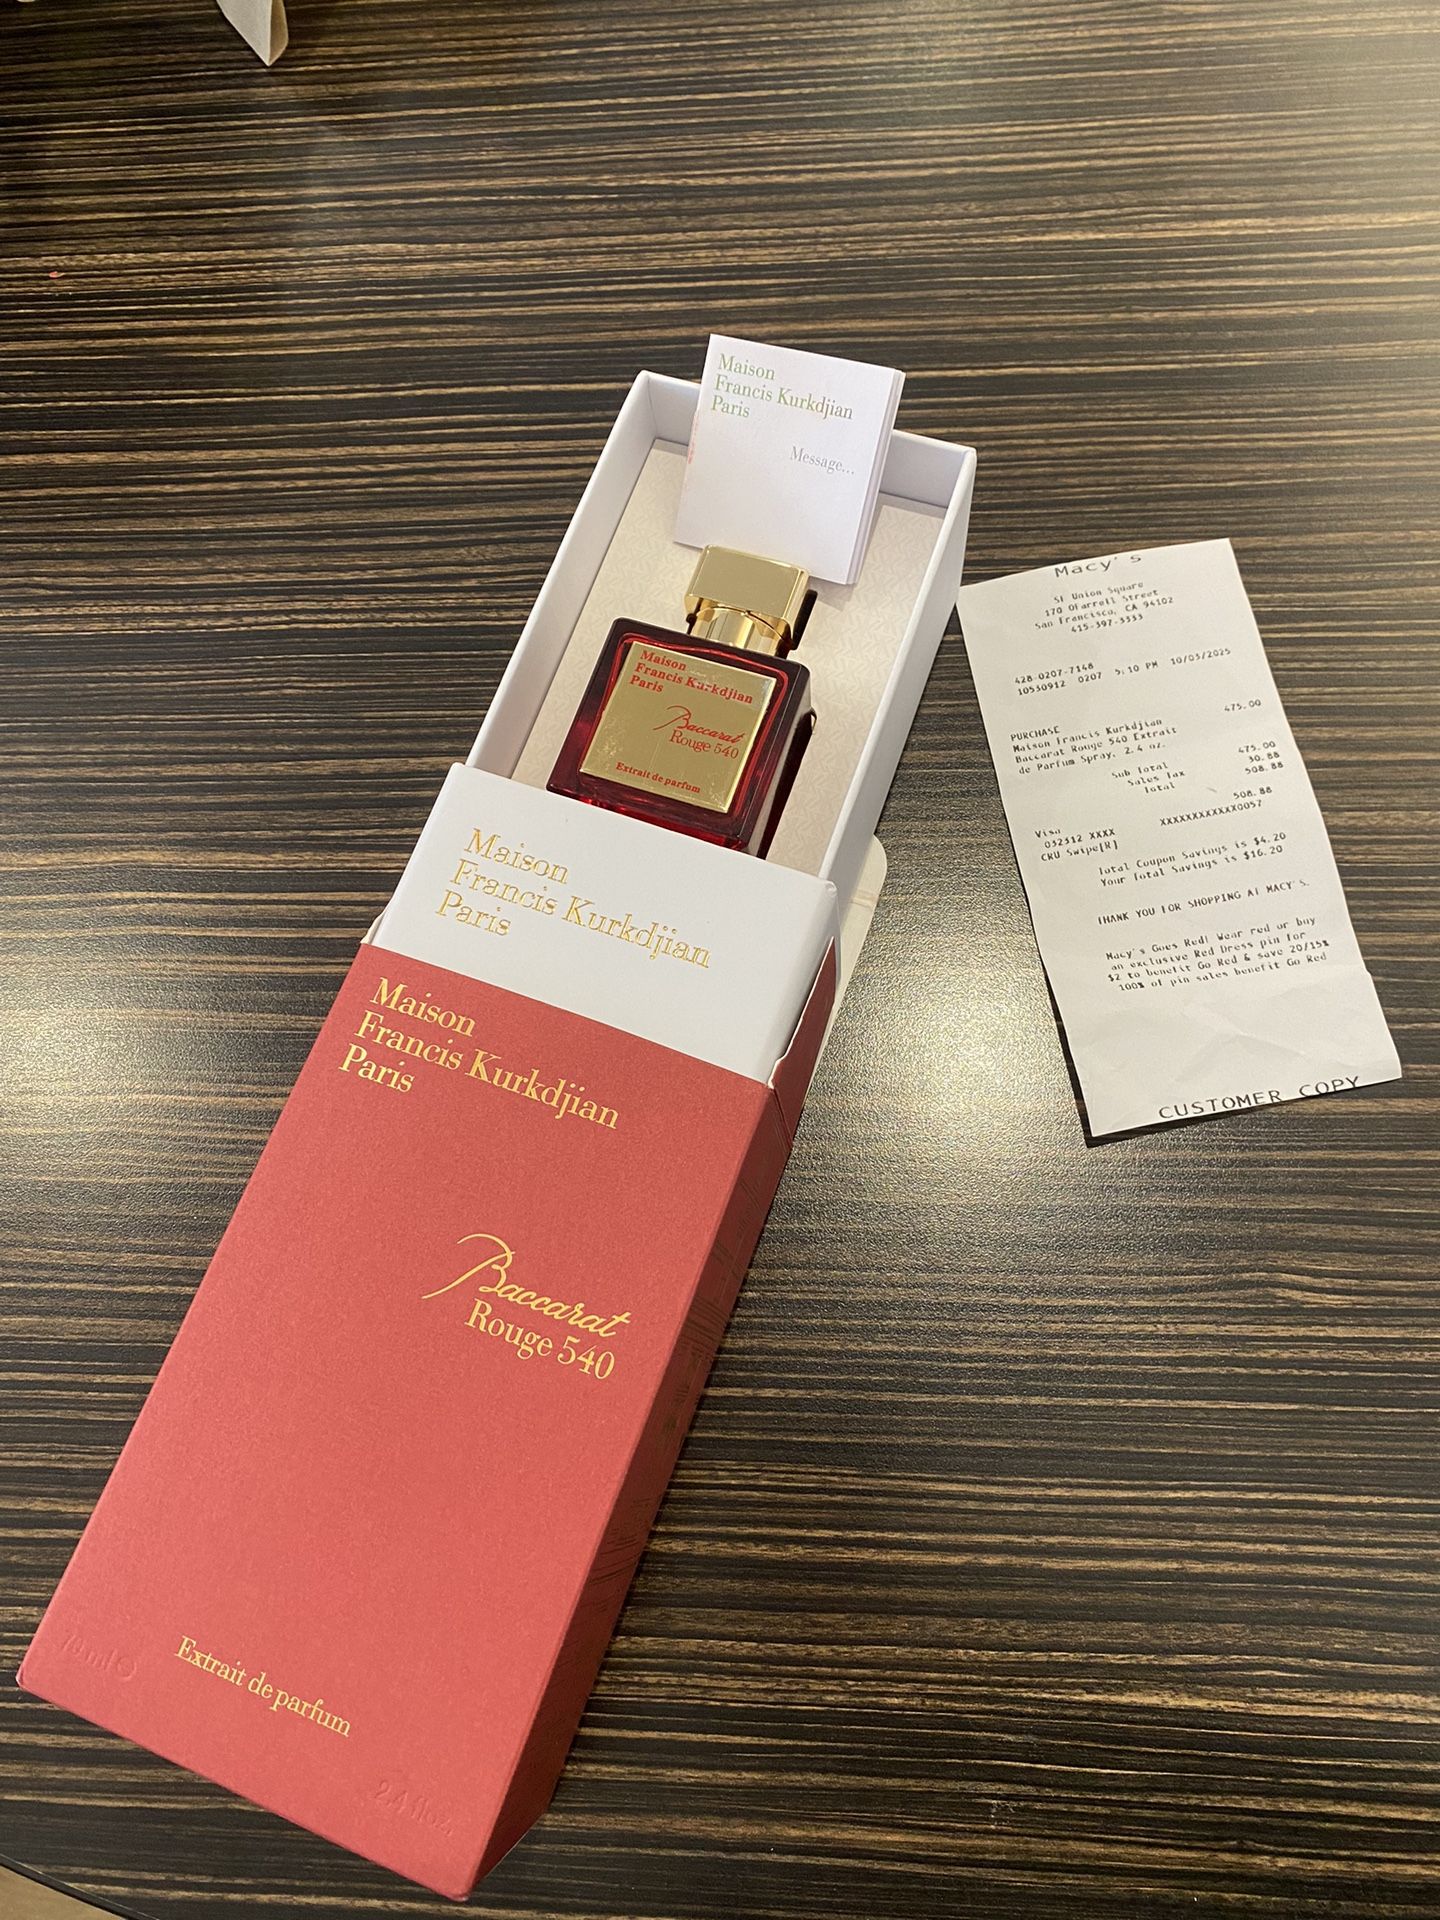 Maison
Francis Kurkdjian
Paris
Message...
Maison
Francis Kurkdjian
Paris
Baccarat
Rouge 540
Extrait de parfum
Maison
Francis Kurkdjian
Paris
Maison
Francis Kurkdjian
Paris
Baccarat
Rouge 540
Extrait de parfum
70 ml
2.4 fl.oz.
Macy's
Sf Union Square
170 Ofarrell Street
San Francisco, CA 94102
415-397-3333
428-0207-7148
10530912 0207 5:10 PM 10/03/2025
PURCHASE 475.00
Maison Francis Kurkdjian
Baccarat Rouge 540 Extrait
de Parfum Spray, 2.4 oz.
Sub Total 475.00
Sales Tax 30.88
Total 508.88
Visa 508.88
032312 XXXX XXXXXXXXXXXX0057
CRU Swipe[R]
Total Coupon Savings is $4.20
Your Total Savings is $16.20
THANK YOU FOR SHOPPING AT MACY'S.
Macy's Goes Red! Wear red or buy
an exclusive Red Dress pin for
$2 to benefit Go Red & save 20/15%
100% of pin sales benefit Go Red
CUSTOMER COPY